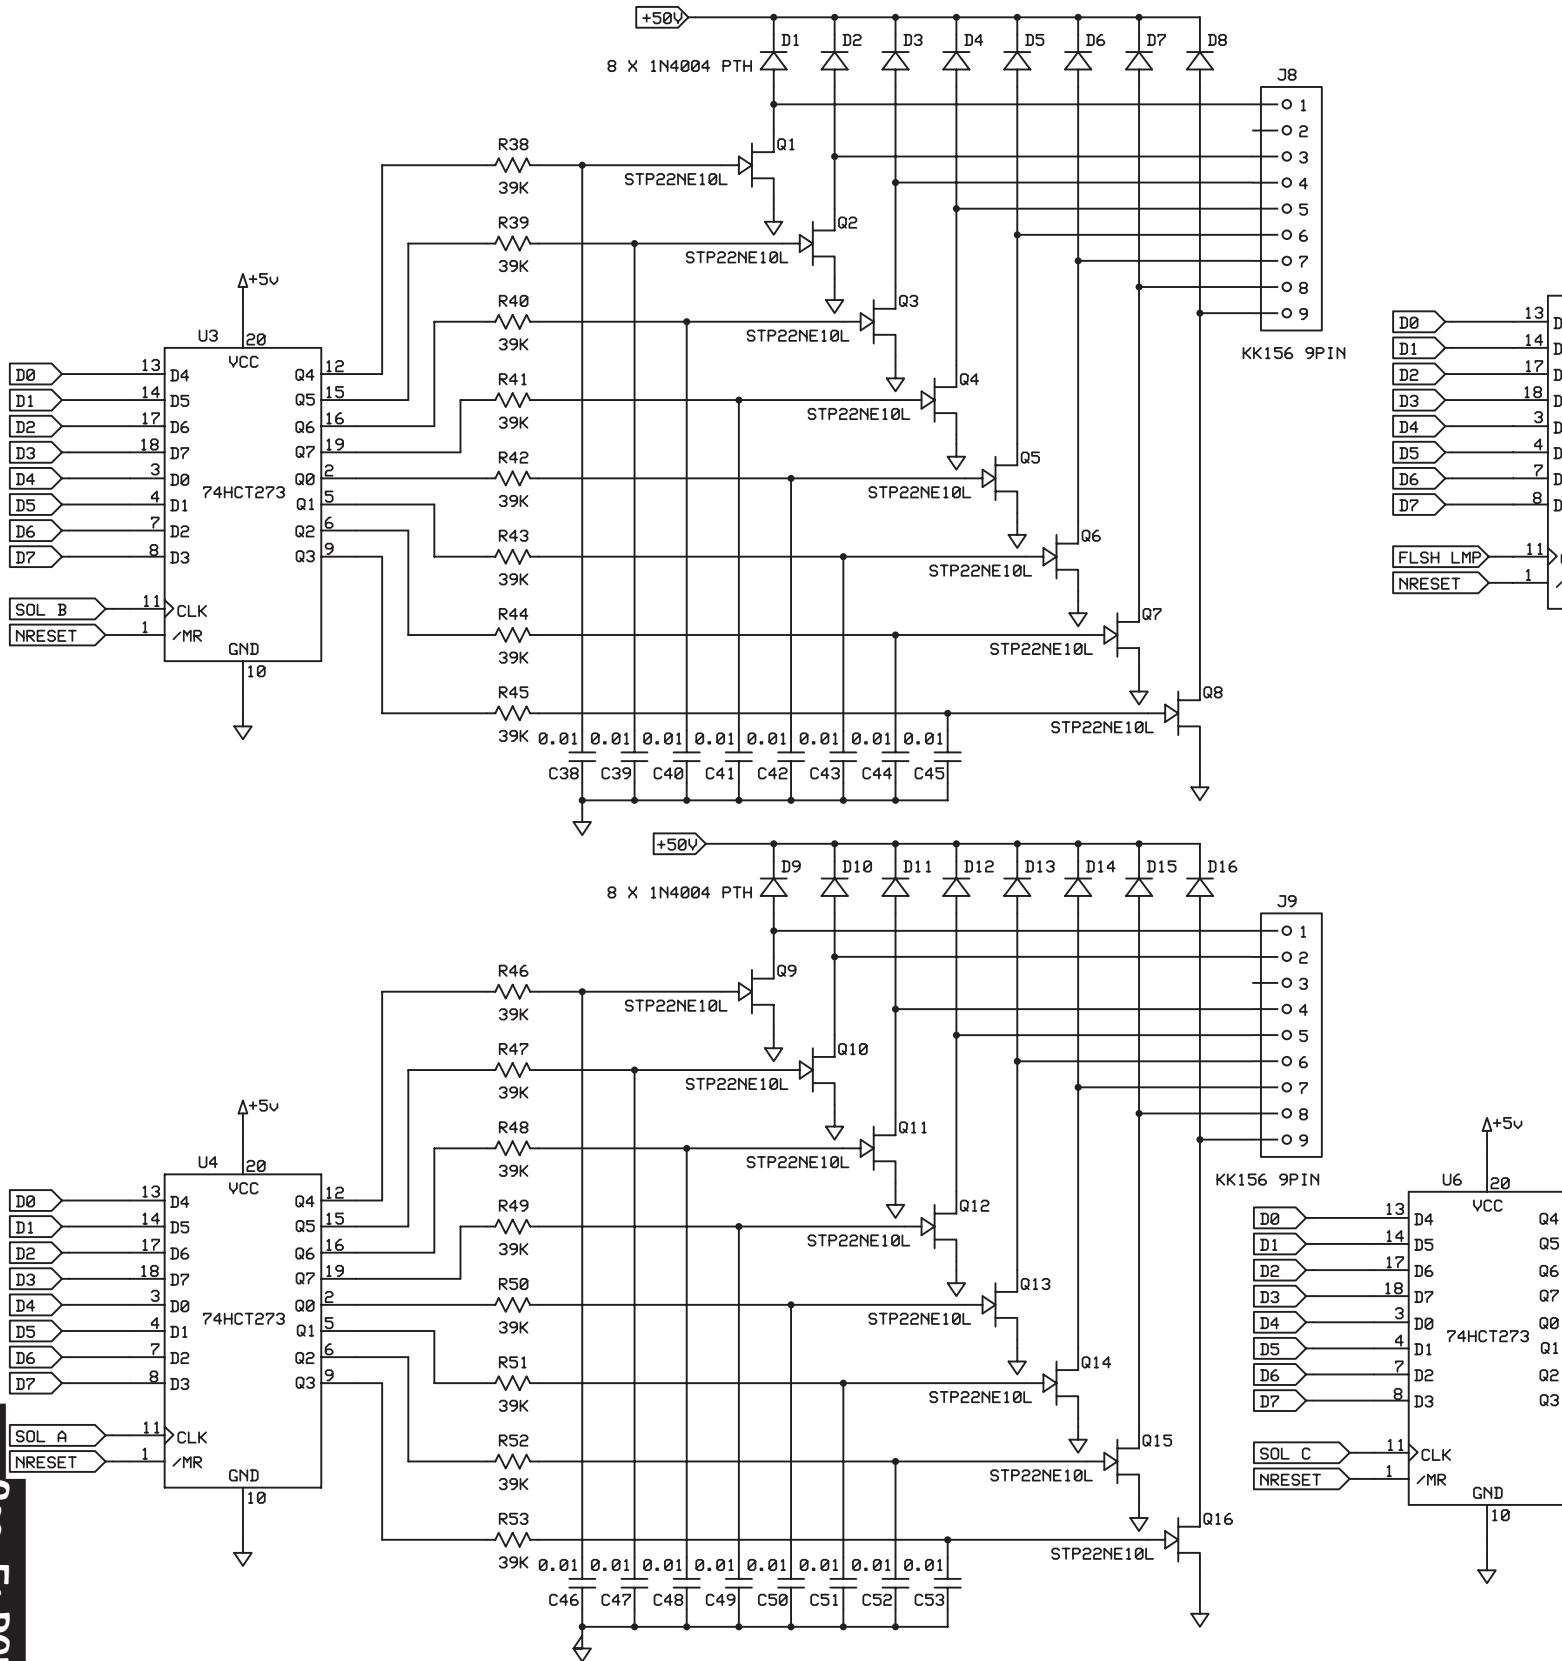 +50V
D1 D2 D3 D4 D5 D6 D7 D8
8 X 1N4004 PTH
J8
1
2
3
4
5
6
7
8
9
KK156 9PIN
R38
39K
STP22NE10L
Q1
R39
39K
STP22NE10L
Q2
R40
39K
STP22NE10L
Q3
R41
39K
STP22NE10L
Q4
R42
39K
STP22NE10L
Q5
R43
39K
STP22NE10L
Q6
R44
39K
STP22NE10L
Q7
R45
39K
STP22NE10L
Q8
0.01 0.01 0.01 0.01 0.01 0.01 0.01 0.01
C38 C39 C40 C41 C42 C43 C44 C45
+5v
U3
20
VCC
D0 13 D4 Q4 12
D1 14 D5 Q5 15
D2 17 D6 Q6 16
D3 18 D7 Q7 19
D4 3 D0 Q0 2
74HCT273
D5 4 D1 Q1 5
D6 7 D2 Q2 6
D7 8 D3 Q3 9
SOL B 11 CLK
NRESET 1 /MR
GND
10
D0 13 D
D1 14 D
D2 17 D
D3 18 D
D4 3 D
D5 4 D
D6 7 D
D7 8 D
FLSH LMP 11
NRESET 1 /
+50V
D9 D10 D11 D12 D13 D14 D15 D16
8 X 1N4004 PTH
J9
1
2
3
4
5
6
7
8
9
KK156 9PIN
R46
39K
STP22NE10L
Q9
R47
39K
STP22NE10L
Q10
R48
39K
STP22NE10L
Q11
R49
39K
STP22NE10L
Q12
R50
39K
STP22NE10L
Q13
R51
39K
STP22NE10L
Q14
R52
39K
STP22NE10L
Q15
R53
39K
STP22NE10L
Q16
0.01 0.01 0.01 0.01 0.01 0.01 0.01 0.01
C46 C47 C48 C49 C50 C51 C52 C53
+5v
U4
20
VCC
D0 13 D4 Q4 12
D1 14 D5 Q5 15
D2 17 D6 Q6 16
D3 18 D7 Q7 19
D4 3 D0 Q0 2
74HCT273
D5 4 D1 Q1 5
D6 7 D2 Q2 6
D7 8 D3 Q3 9
SOL A 11 CLK
NRESET 1 /MR
GND
10
+5v
U6
20
VCC
D0 13 D4 Q4
D1 14 D5 Q5
D2 17 D6 Q6
D3 18 D7 Q7
D4 3 D0 Q0
74HCT273
D5 4 D1 Q1
D6 7 D2 Q2
D7 8 D3 Q3
SOL C 11 CLK
NRESET 1 /MR
GND
10